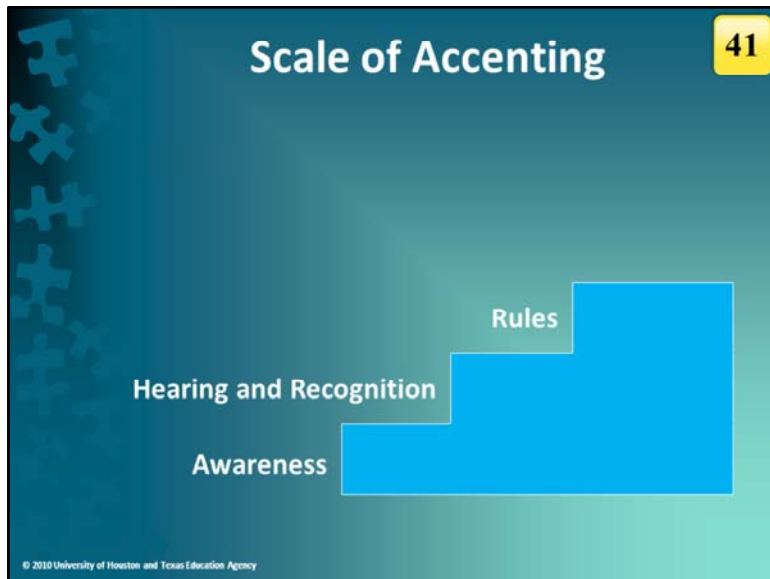 Scale of Accenting
41
Rules
Hearing and Recognition
Awareness
© 2010 University of Houston and Texas Education Agency